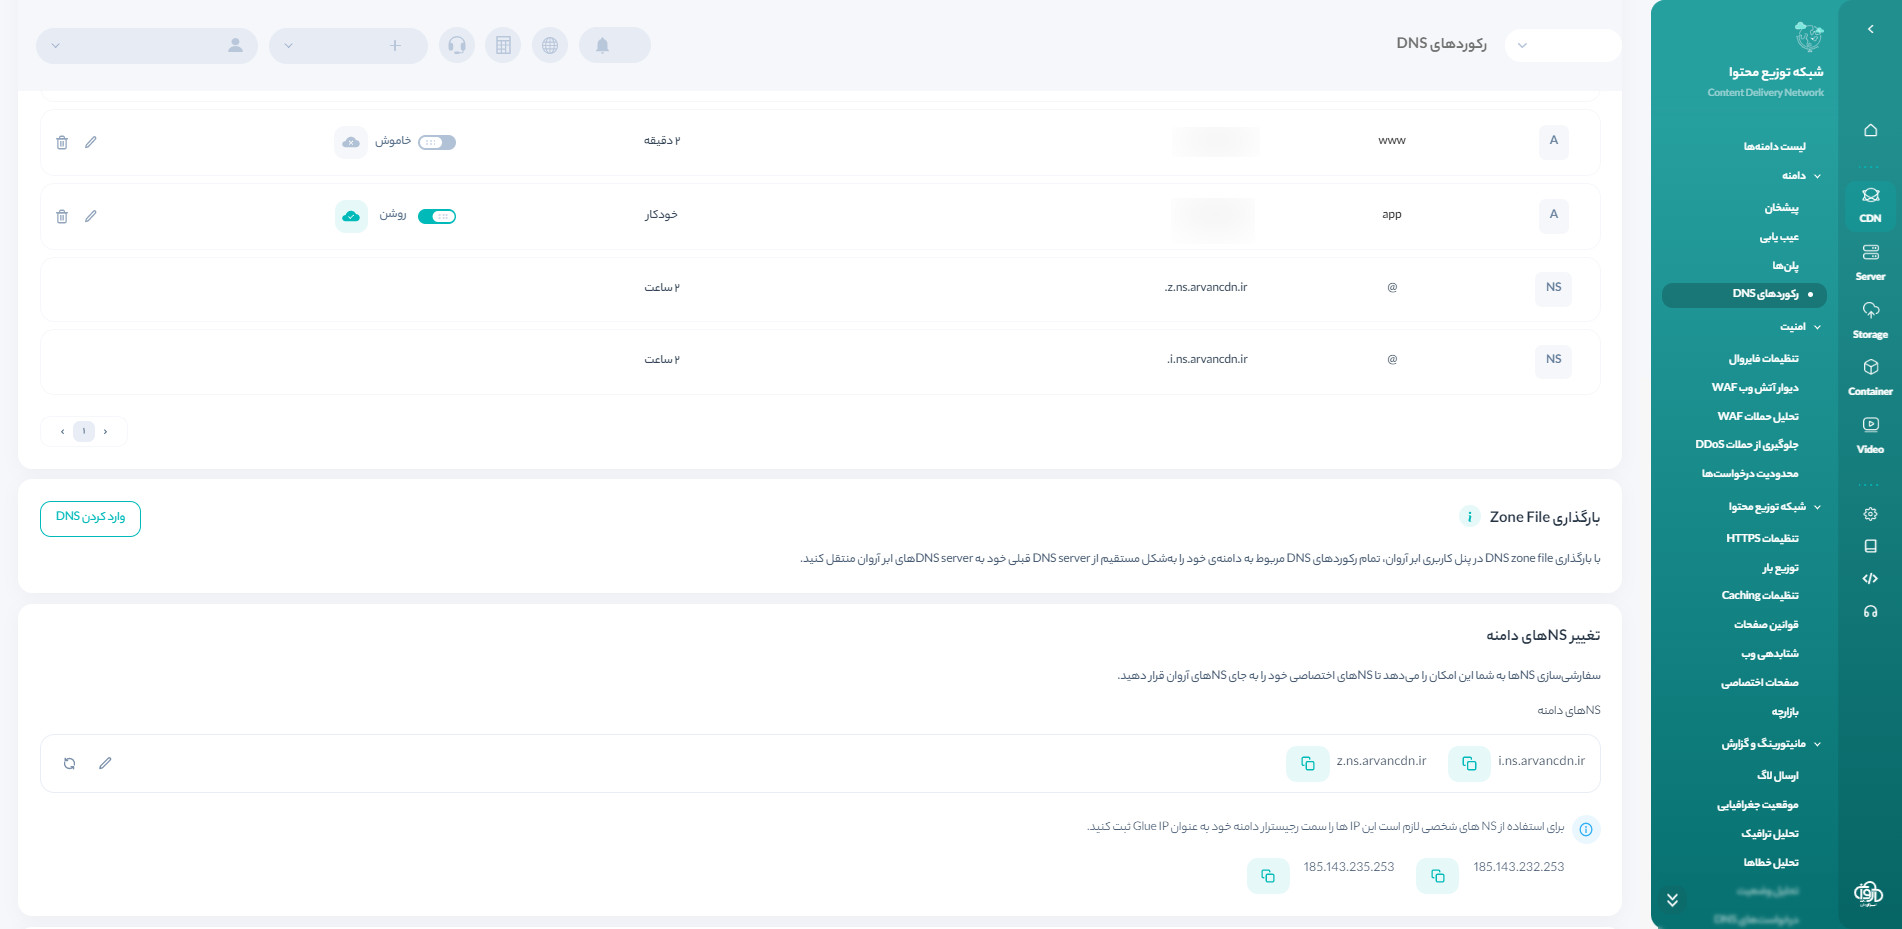 رکوردهای DNS
A
www
۲ دقیقه
خاموش
A
app
خودکار
روشن
NS
@
z.ns.arvancdn.ir.
۲ ساعت
NS
@
i.ns.arvancdn.ir.
۲ ساعت
۱
بارگذاری Zone File
وارد کردن DNS
با بارگذاری DNS zone file در پنل کاربری ابر آروان، تمام رکوردهای DNS مربوط به دامنه‌ی خود را به‌شکل مستقیم از DNS server قبلی خود به DNS serverهای ابر آروان منتقل کنید.
تغییر NSهای دامنه
سفارشی‌سازی NSها به شما این امکان را می‌دهد تا NSهای اختصاصی خود را به جای NSهای آروان قرار دهید.
NSهای دامنه
i.ns.arvancdn.ir
z.ns.arvancdn.ir
برای استفاده از NS های شخصی لازم است این IP ها را سمت رجیسترار دامنه خود به عنوان Glue IP ثبت کنید.
185.143.232.253
185.143.235.253
شبکه توزیع محتوا
Content Delivery Network
لیست دامنه‌ها
دامنه
پیشخان
عیب یابی
پلن‌ها
رکوردهای DNS
امنیت
تنظیمات فایروال
دیوار آتش وب WAF
تحلیل حملات WAF
جلوگیری از حملات DDoS
محدودیت درخواست‌ها
شبکه توزیع محتوا
تنظیمات HTTPS
توزیع بار
تنظیمات Caching
قوانین صفحات
شتابدهی وب
صفحات اختصاصی
بازارچه
مانیتورینگ و گزارش
ارسال لاگ
موقعیت جغرافیایی
تحلیل ترافیک
تحلیل خطاها
تحلیل وضعیت
درخواست‌های DNS
CDN
Server
Storage
Container
Video